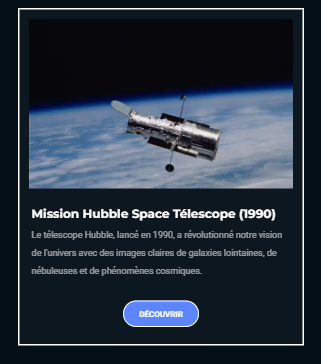 Mission Hubble Space Télescope (1990)
Le télescope Hubble, lancé en 1990, a révolutionné notre vision
de l'univers avec des images claires de galaxies lointaines, de
nébuleuses et de phénomènes cosmiques.
DÉCOUVRIR